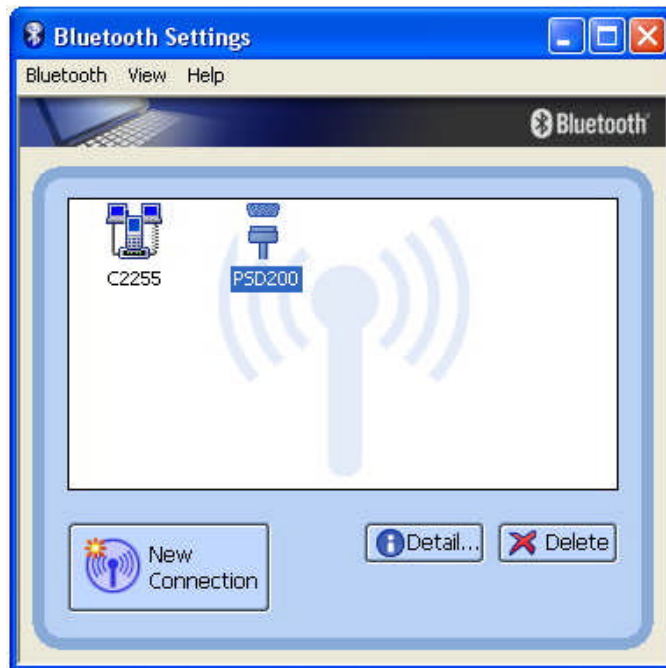 Bluetooth Settings
Bluetooth View Help
Bluetooth
C2255 PSD200
New
Connection
Detail... Delete